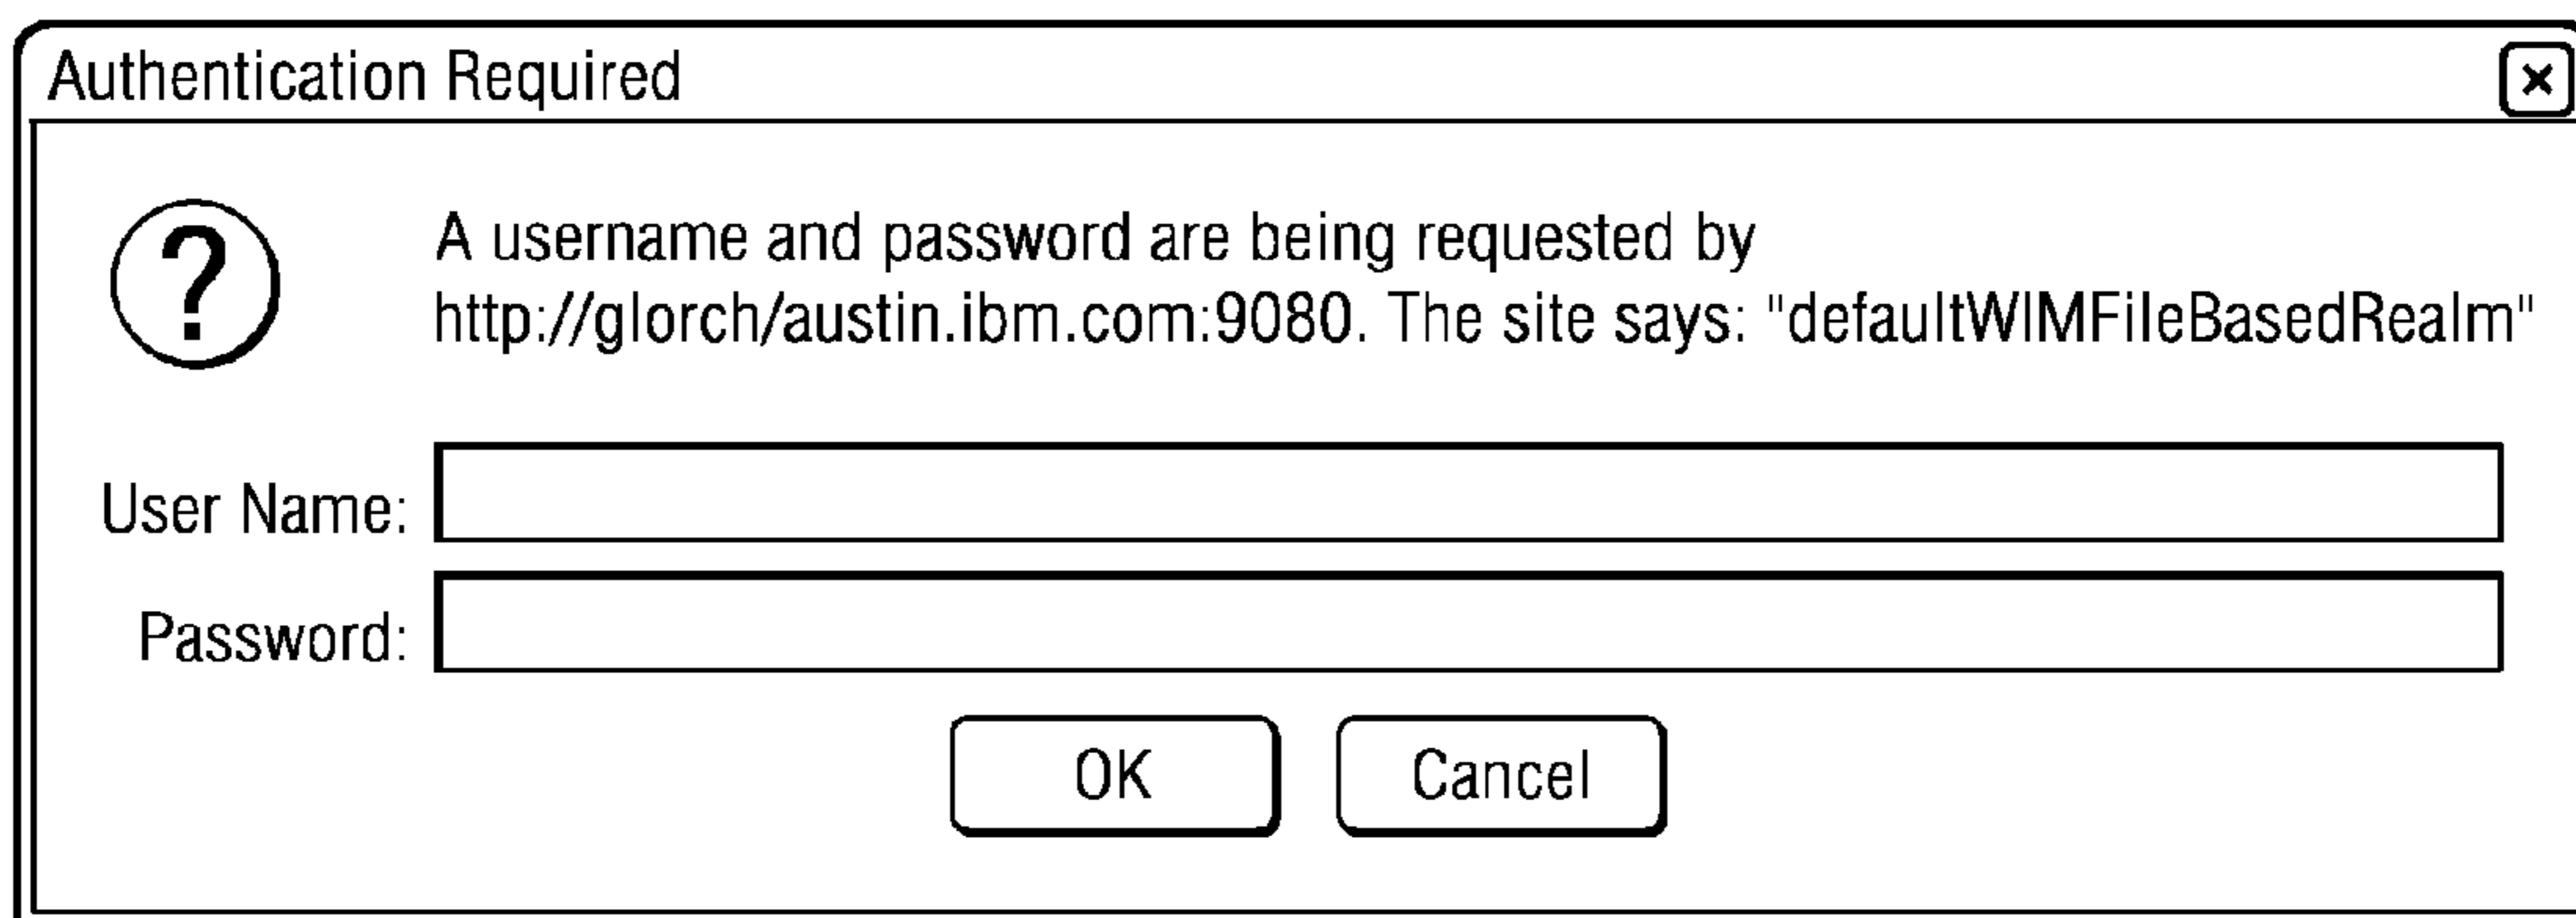 Authentication Required
?
A username and password are being requested by
http://glorch/austin.ibm.com:9080. The site says: "defaultWIMFileBasedRealm"
User Name:
Password:
OK Cancel